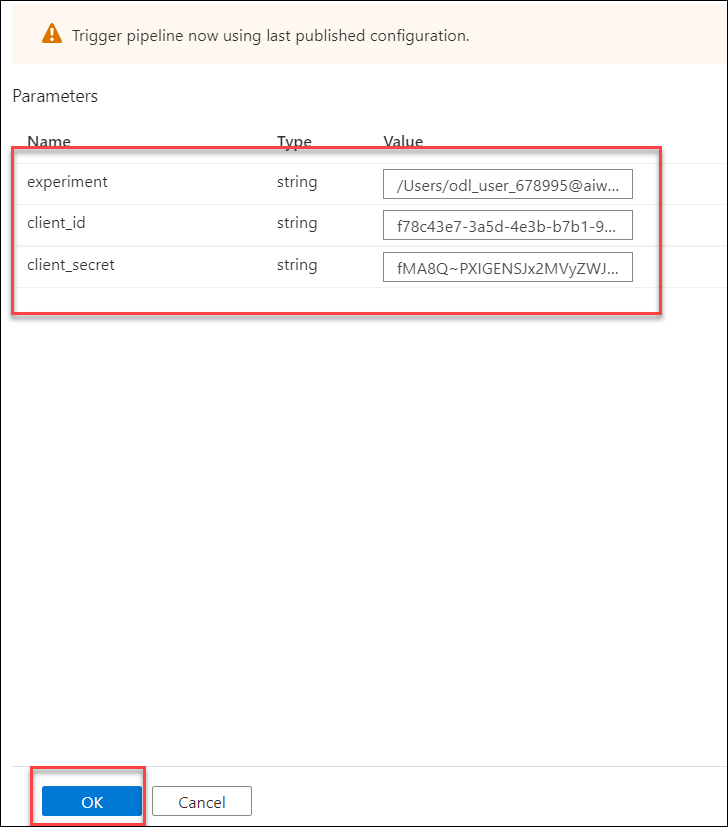 Trigger pipeline now using last published configuration.
Parameters
Name Type Value
experiment string /Users/odl_user_678995@aiw...
client_id string f78c43e7-3a5d-4e3b-b7b1-9...
client_secret string fMA8Q~PXIGENSJx2MVyZWJ...
OK Cancel